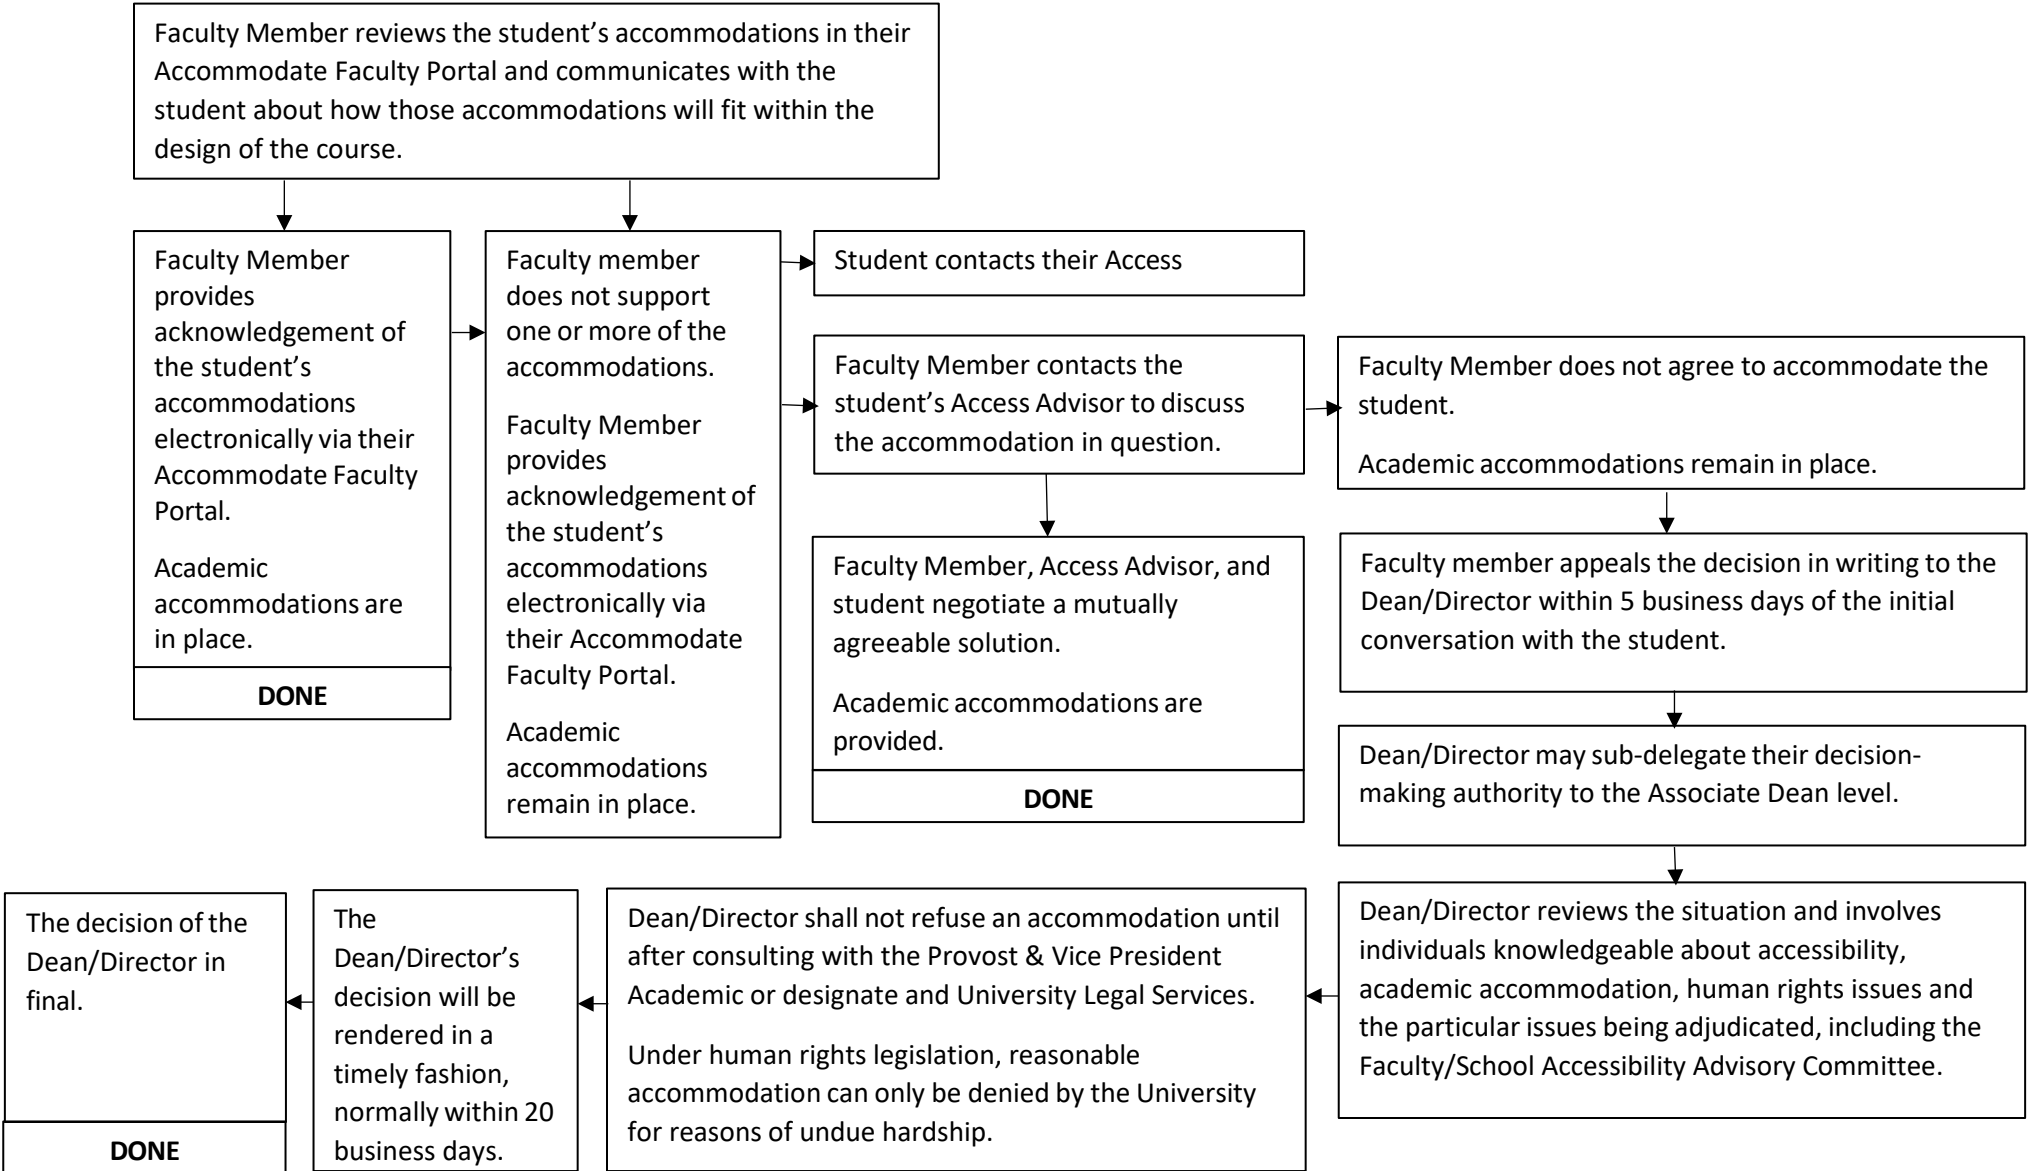 Faculty Member reviews the student’s accommodations in their
Accommodate Faculty Portal and communicates with the
student about how those accommodations will fit within the
design of the course.
Faculty Member
provides
acknowledgement of
the student’s
accommodations
electronically via their
Accommodate Faculty
Portal.
Academic
accommodations are
in place.
DONE
Faculty member
does not support
one or more of the
accommodations.
Faculty Member
provides
acknowledgement of
the student’s
accommodations
electronically via
their Accommodate
Faculty Portal.
Academic
accommodations
remain in place.
Student contacts their Access
Faculty Member contacts the
student’s Access Advisor to discuss
the accommodation in question.
Faculty Member, Access Advisor, and
student negotiate a mutually
agreeable solution.
Academic accommodations are
provided.
DONE
Faculty Member does not agree to accommodate the
student.
Academic accommodations remain in place.
Faculty member appeals the decision in writing to the
Dean/Director within 5 business days of the initial
conversation with the student.
Dean/Director may sub-delegate their decision-
making authority to the Associate Dean level.
Dean/Director reviews the situation and involves
individuals knowledgeable about accessibility,
academic accommodation, human rights issues and
the particular issues being adjudicated, including the
Faculty/School Accessibility Advisory Committee.
Dean/Director shall not refuse an accommodation until
after consulting with the Provost & Vice President
Academic or designate and University Legal Services.
Under human rights legislation, reasonable
accommodation can only be denied by the University
for reasons of undue hardship.
The
Dean/Director’s
decision will be
rendered in a
timely fashion,
normally within 20
business days.
The decision of the
Dean/Director in
final.
DONE